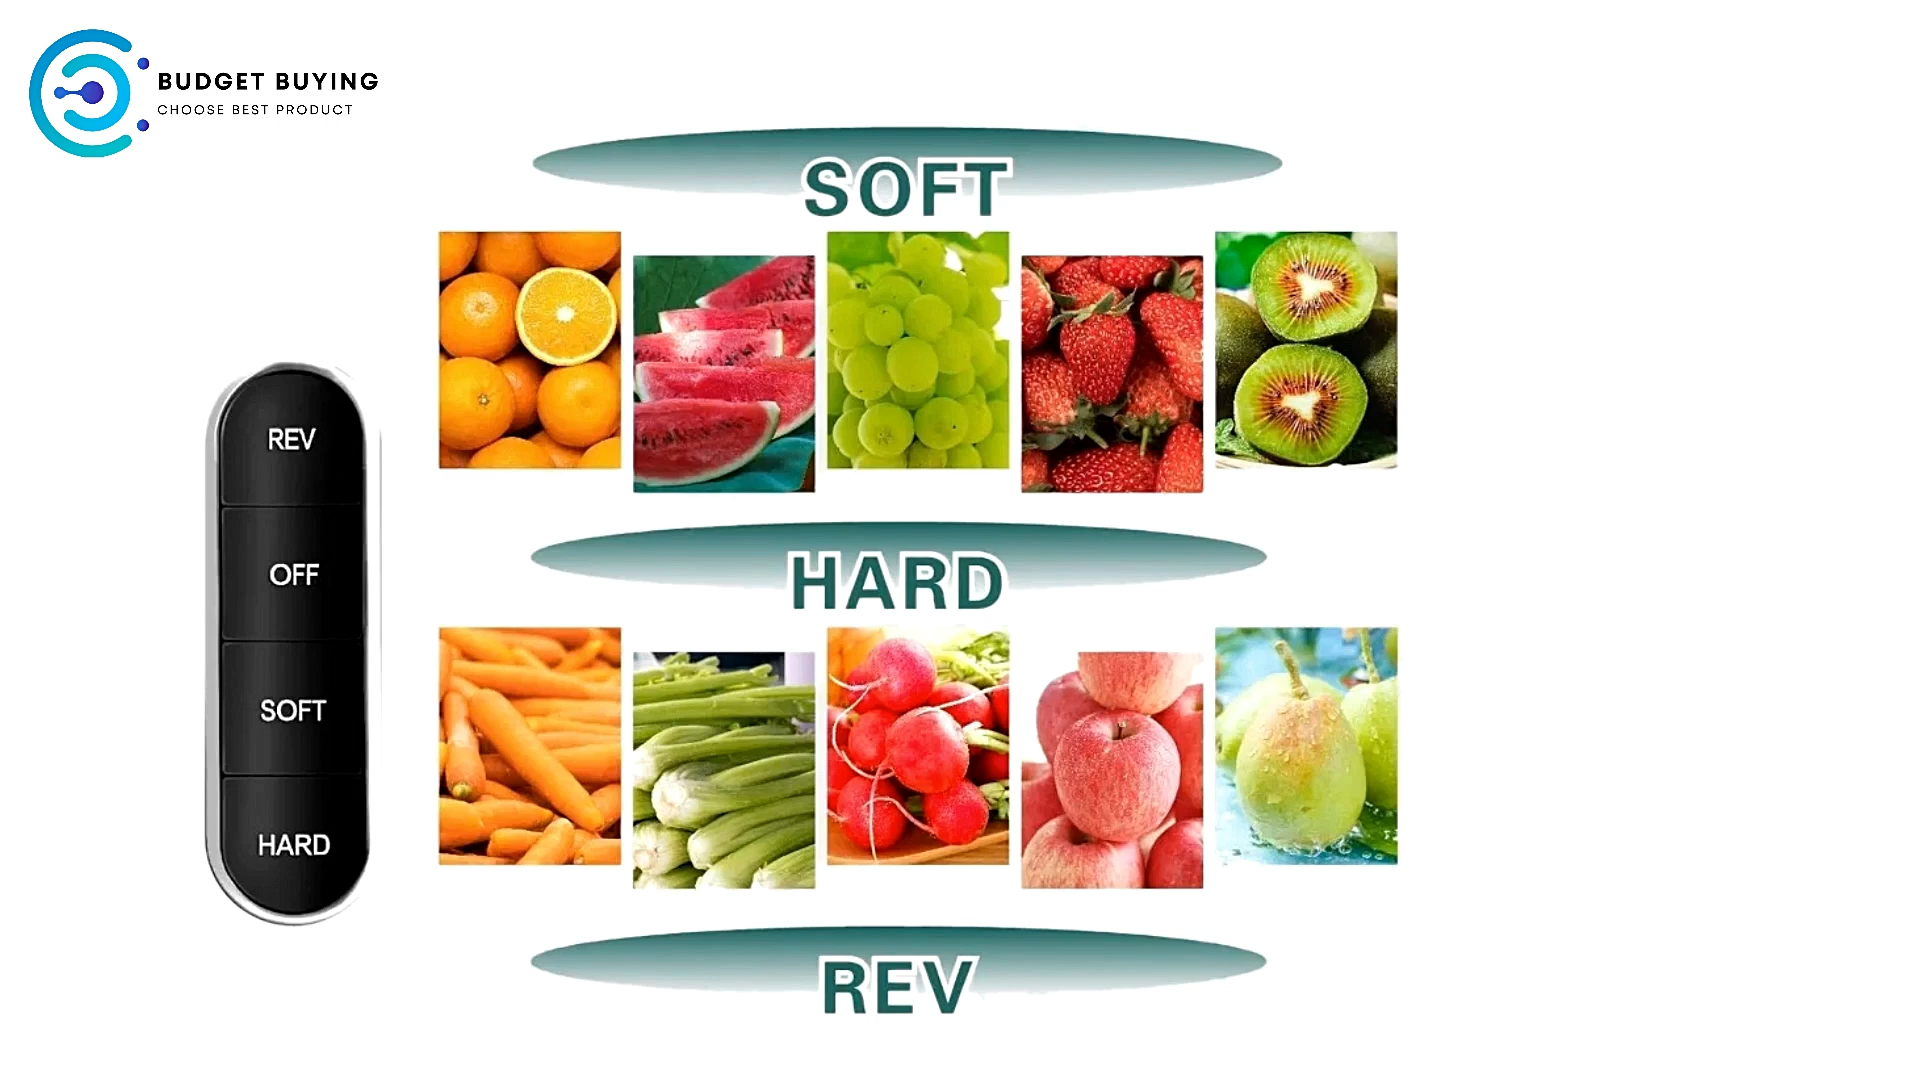 BUDGET BUYING
CHOOSE BEST PRODUCT
SOFT
REV
OFF
SOFT
HARD
HARD
REV